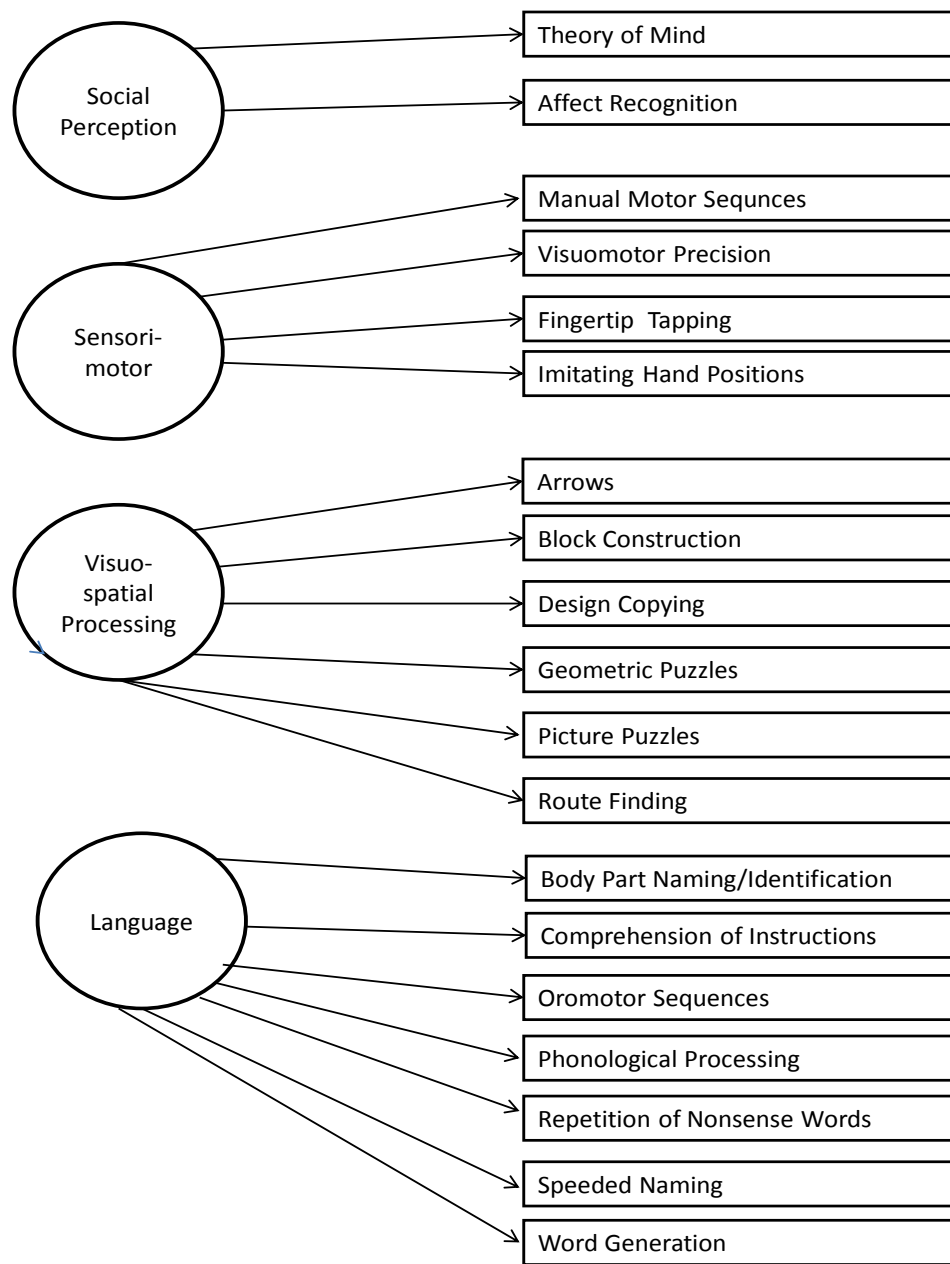 Social
Perception
Theory of Mind
Affect Recognition
Sensori-
motor
Manual Motor Sequnces
Visuomotor Precision
Fingertip Tapping
Imitating Hand Positions
Visuo-
spatial
Processing
Arrows
Block Construction
Design Copying
Geometric Puzzles
Picture Puzzles
Route Finding
Language
Body Part Naming/Identification
Comprehension of Instructions
Oromotor Sequences
Phonological Processing
Repetition of Nonsense Words
Speeded Naming
Word Generation